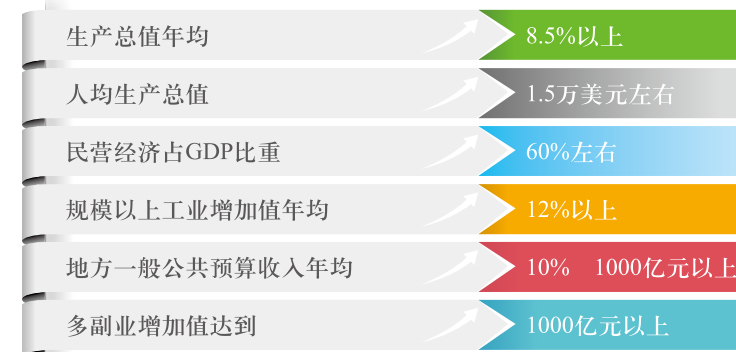 生产总值年均 8.5%以上
人均生产总值 1.5万美元左右
民营经济占GDP比重 60%左右
规模以上工业增加值年均 12%以上
地方一般公共预算收入年均 10% 1000亿元以上
多副业增加值达到 1000亿元以上